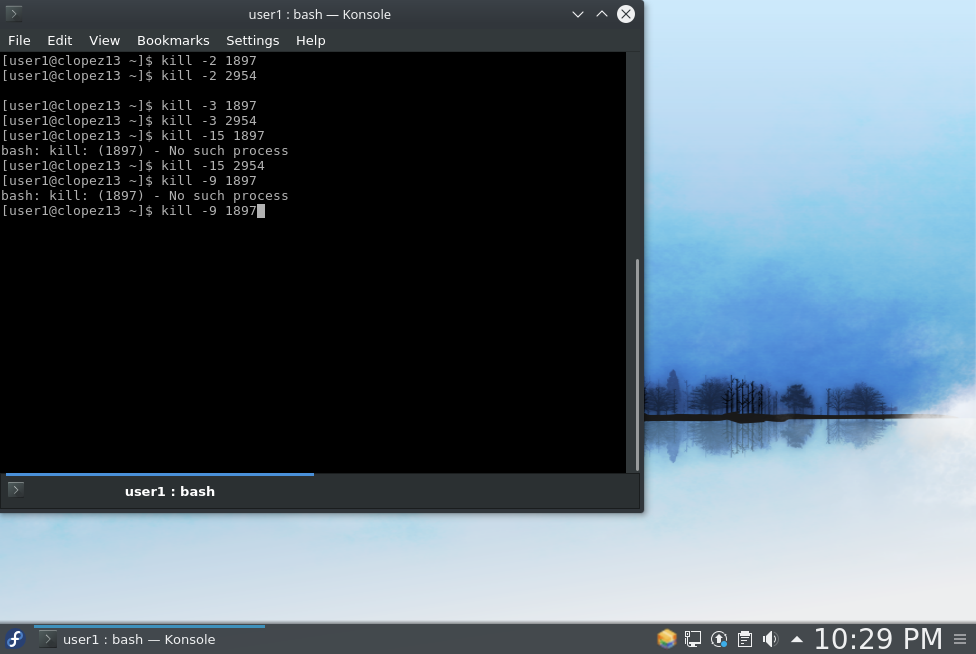 user1 : bash — Konsole
File Edit View Bookmarks Settings Help
[user1@clopez13 ~]$ kill -2 1897
[user1@clopez13 ~]$ kill -2 2954
[user1@clopez13 ~]$ kill -3 1897
[user1@clopez13 ~]$ kill -3 2954
[user1@clopez13 ~]$ kill -15 1897
bash: kill: (1897) - No such process
[user1@clopez13 ~]$ kill -15 2954
[user1@clopez13 ~]$ kill -9 1897
bash: kill: (1897) - No such process
[user1@clopez13 ~]$ kill -9 1897
user1 : bash
user1 : bash — Konsole
10:29 PM